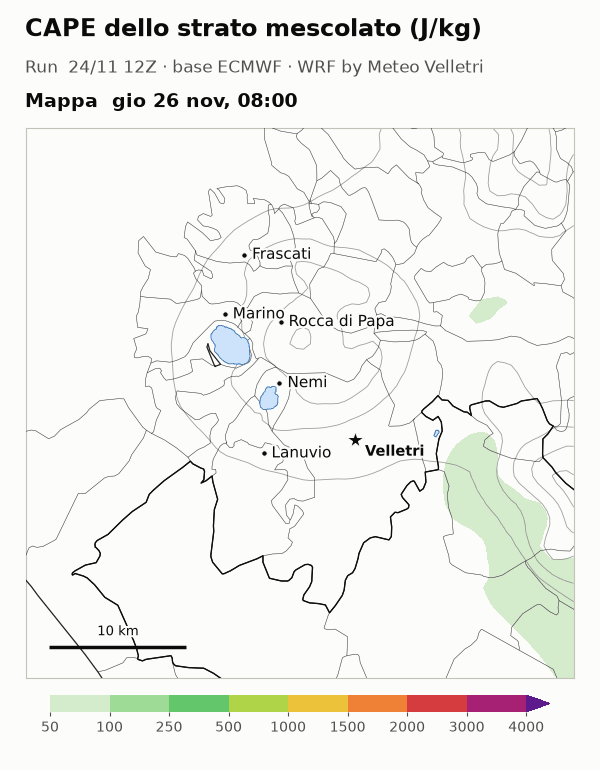 CAPE dello strato mescolato (J/kg)
Run  24/11 12Z · base ECMWF · WRF by Meteo Velletri
Mappa  gio 26 nov, 08:00
Frascati
Marino
Rocca di Papa
Nemi
Velletri
Lanuvio
10 km
50 100 250 500 1000 1500 2000 3000 4000